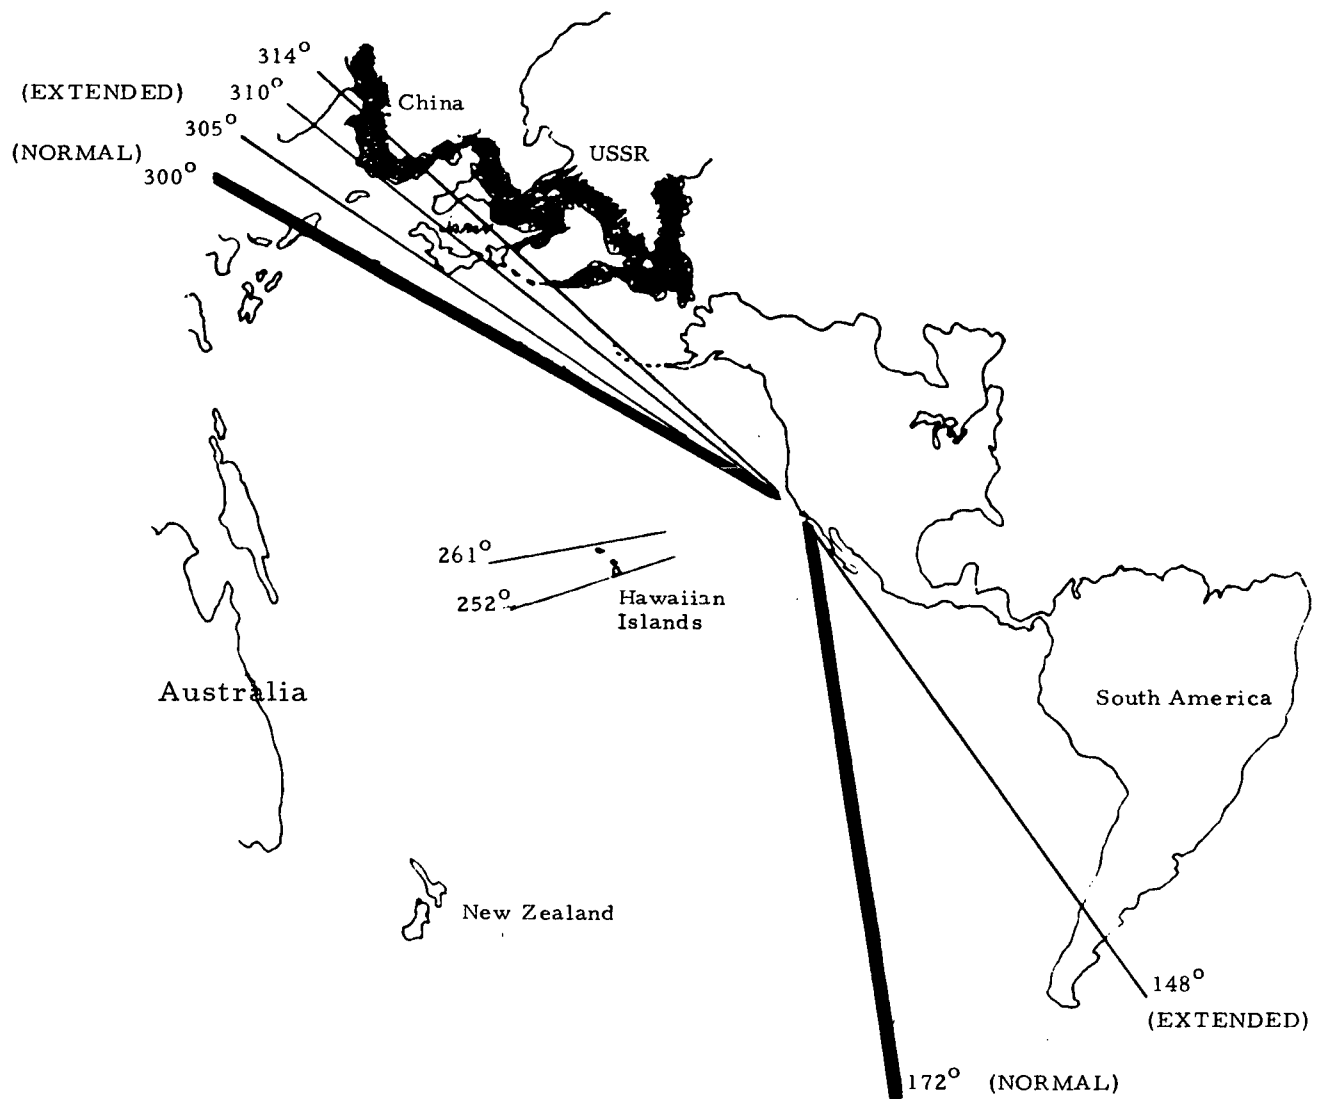 314°
(EXTENDED) 310°
China
305°
(NORMAL)
USSR
300°
261°
252°
Hawaiian
Islands
Australia
South America
New Zealand
148°
(EXTENDED)
172° (NORMAL)